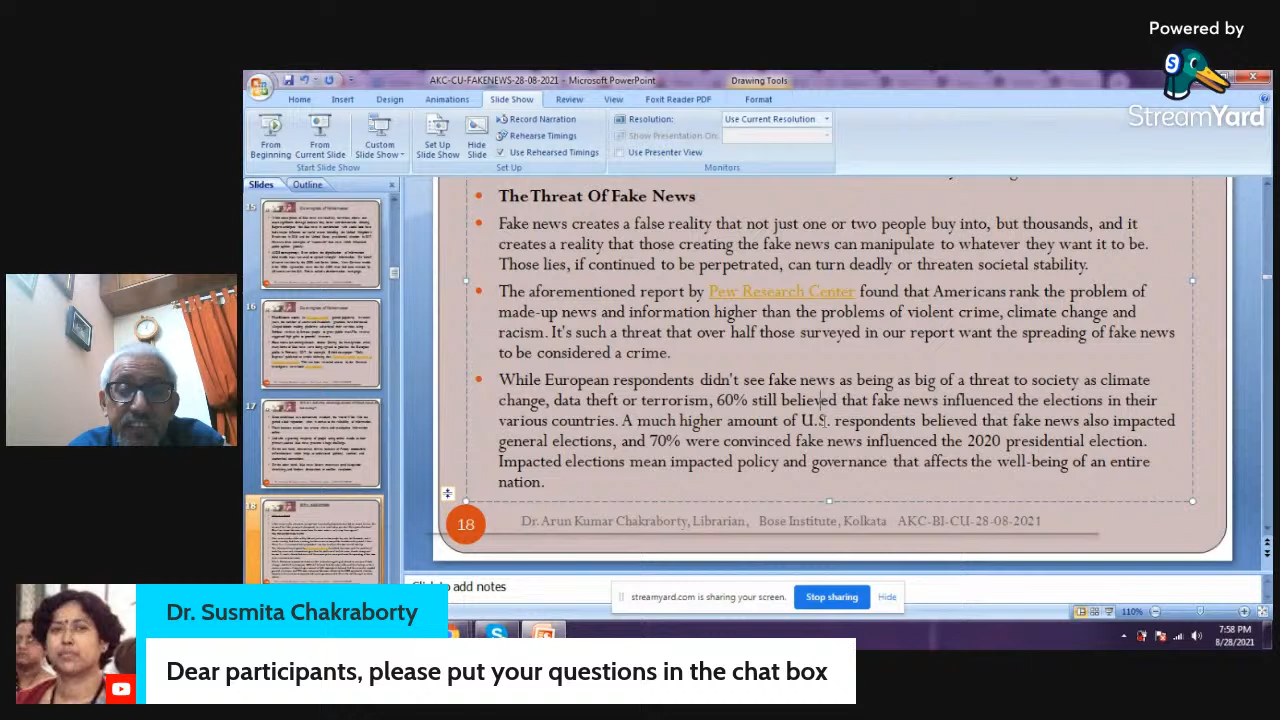 Powered by
StreamYard
AKC-CU-FAKENEWS-28-08-2021 - Microsoft PowerPoint
Drawing Tools
Home Insert Design Animations Slide Show Review View Foxit Reader PDF Format
From Beginning
From Current Slide
Custom Slide Show
Start Slide Show
Set Up Slide Show
Hide Slide
Record Narration
Rehearse Timings
Use Rehearsed Timings
Set Up
Resolution: Use Current Resolution
Show Presentation On:
Use Presenter View
Monitors
Slides Outline
15
16
17
18
The Threat Of Fake News
Fake news creates a false reality that not just one or two people buy into, but thousands, and it
creates a reality that those creating the fake news can manipulate to whatever they want it to be.
Those lies, if continued to be perpetrated, can turn deadly or threaten societal stability.
The aforementioned report by Pew Research Center found that American rank the problem of
made-up news and information higher than the problems of violent crime, climate change and
racism. It's such a threat that over half those surveyed in our report want the spreading of fake news
to be considered a crime.
While European respondents didn't see fake news as being as big of a threat to society as climate
change, data theft or terrorism, 60% still believed that fake news influenced the elections in their
various countries. A much higher amount of U.S. respondents believed that fake news also impacted
general elections, and 70% were convinced fake news influenced the 2020 presidential election.
Impacted elections mean impacted policy and governance that affects the well-being of an entire
nation.
18
Dr. Arun Kumar Chakraborty, Librarian, Bose Institute, Kolkata AKC-BI-CU-28-08-2021
Click to add notes
streamyard.com is sharing your screen. Stop sharing Hide
110%
7:58 PM
8/28/2021
Dr. Susmita Chakraborty
Dear participants, please put your questions in the chat box